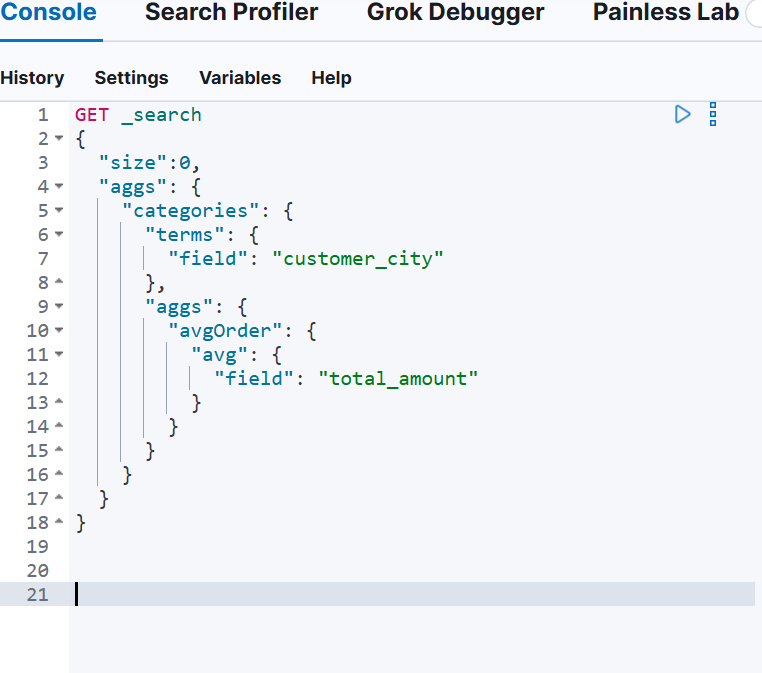 Console Search Profiler Grok Debugger Painless Lab
History Settings Variables Help
1 GET _search
2 {
3   "size":0,
4   "aggs": {
5     "categories": {
6       "terms": {
7         "field": "customer_city"
8       },
9       "aggs": {
10         "avgOrder": {
11           "avg": {
12             "field": "total_amount"
13           }
14         }
15       }
16     }
17   }
18 }
19
20
21